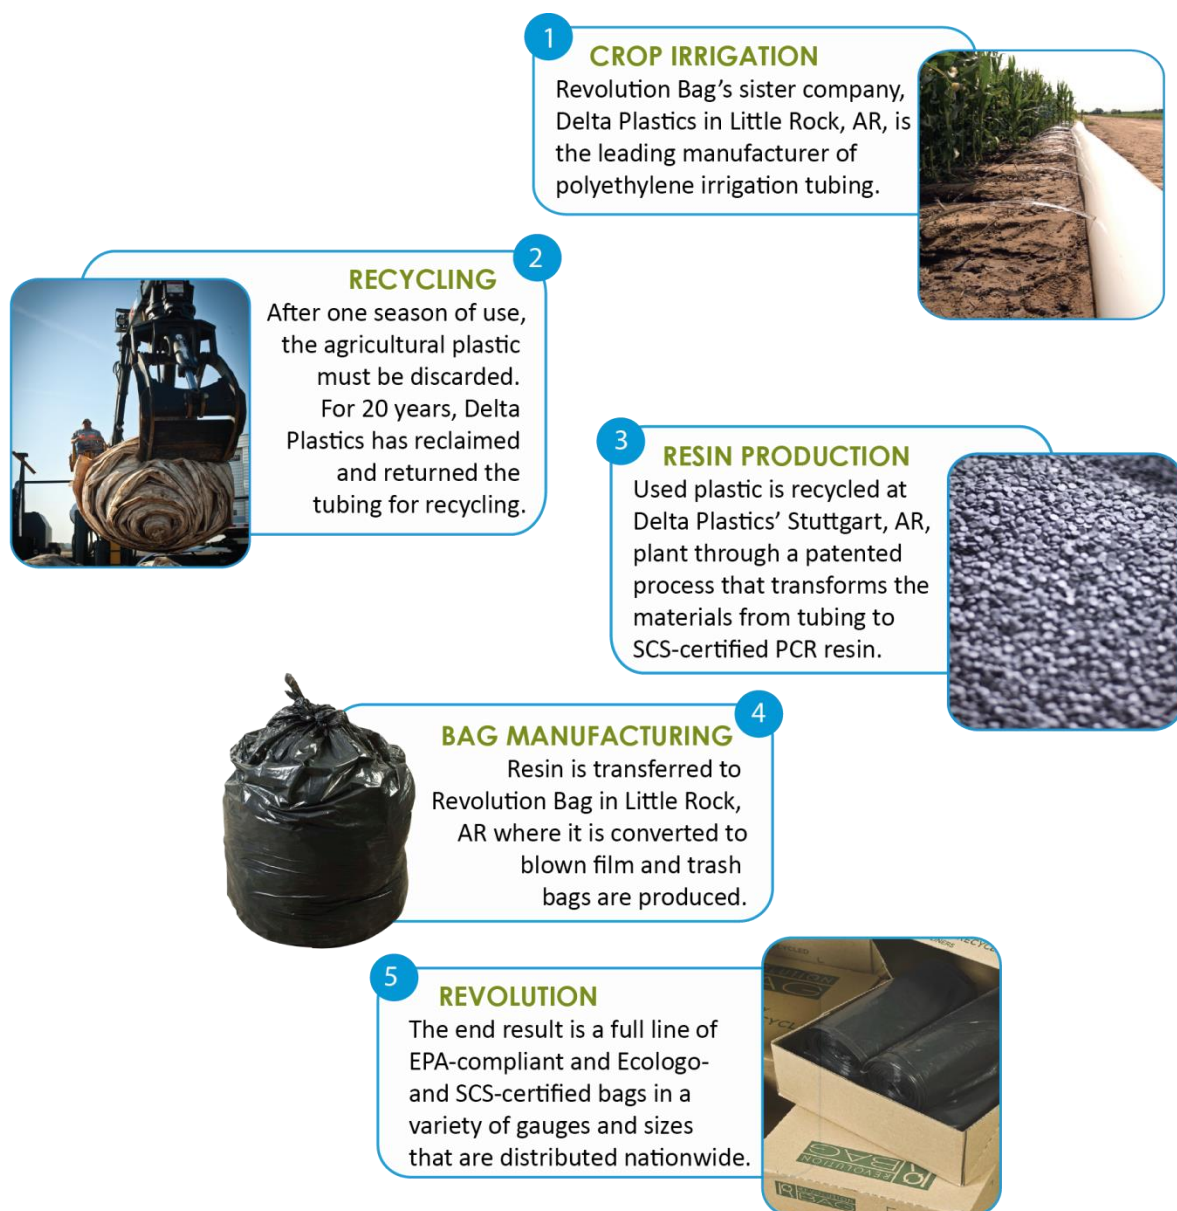 1
CROP IRRIGATION
Revolution Bag’s sister company,
Delta Plastics in Little Rock, AR, is
the leading manufacturer of
polyethylene irrigation tubing.
2
RECYCLING
After one season of use,
the agricultural plastic
must be discarded.
For 20 years, Delta
Plastics has reclaimed
and returned the
tubing for recycling.
3
RESIN PRODUCTION
Used plastic is recycled at
Delta Plastics’ Stuttgart, AR,
plant through a patented
process that transforms the
materials from tubing to
SCS-certified PCR resin.
4
BAG MANUFACTURING
Resin is transferred to
Revolution Bag in Little Rock,
AR where it is converted to
blown film and trash
bags are produced.
5
REVOLUTION
The end result is a full line of
EPA-compliant and Ecologo-
and SCS-certified bags in a
variety of gauges and sizes
that are distributed nationwide.
BAG
REVOLUTION
BAG